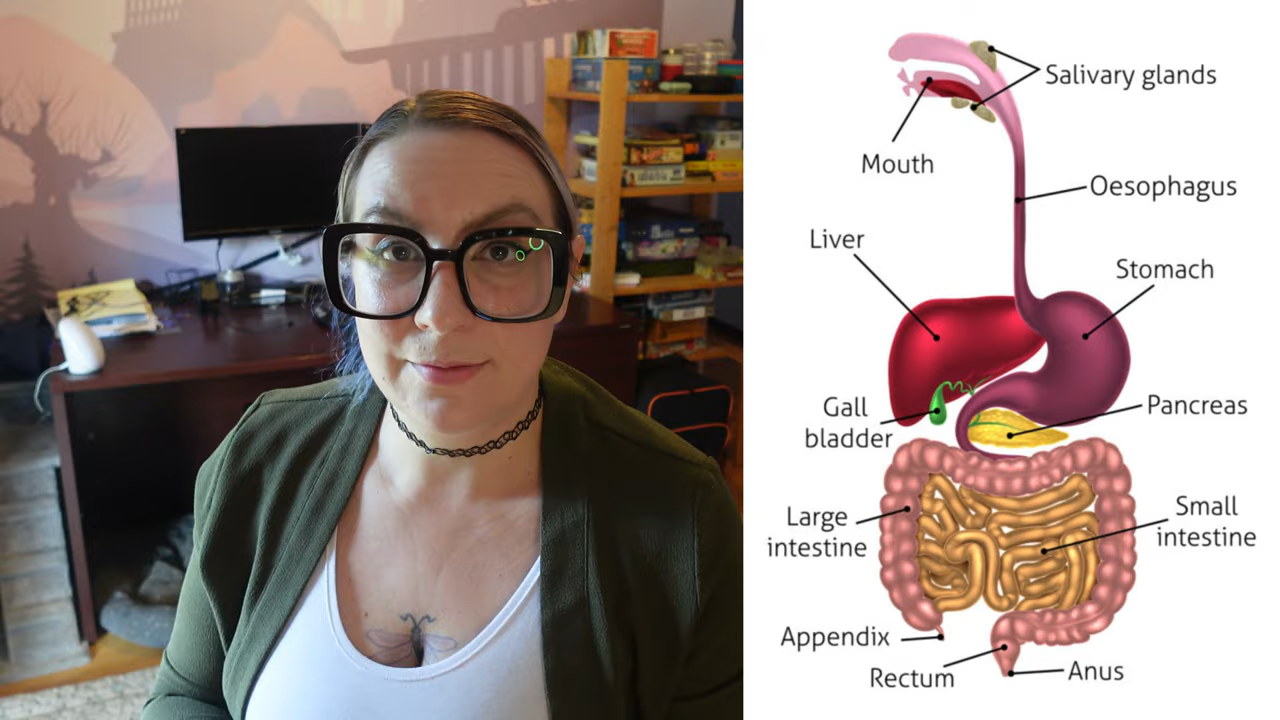 Salivary glands
Mouth
Oesophagus
Liver
Stomach
Gall
bladder
Pancreas
Large
intestine
Small
intestine
Appendix
Rectum
Anus